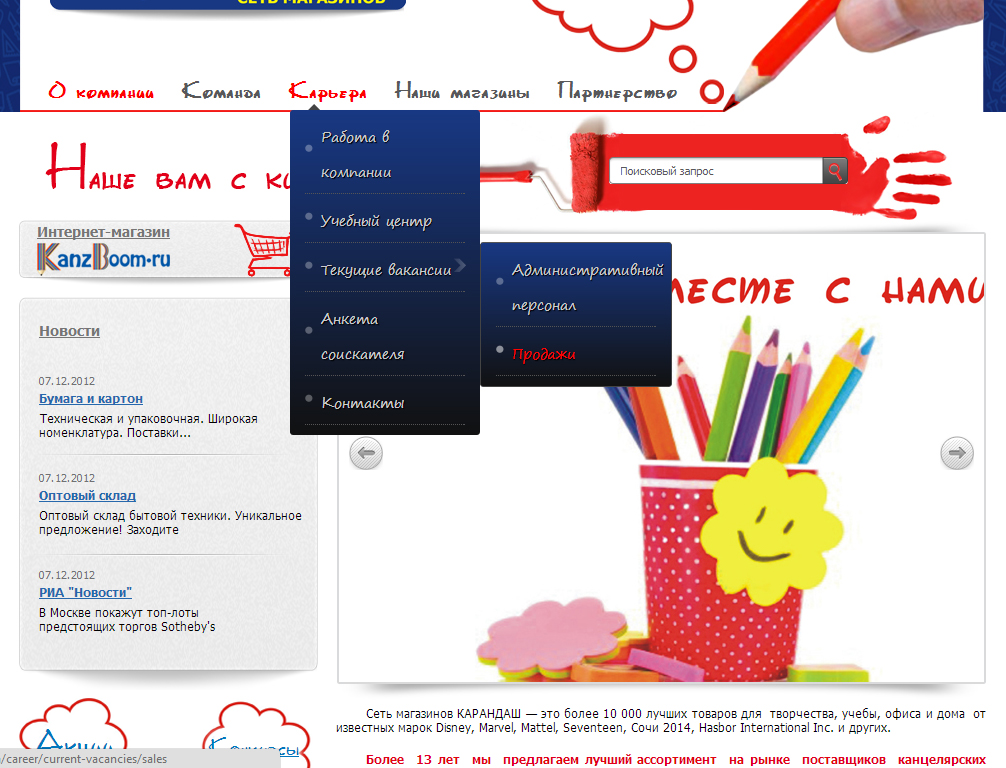 СЕТЬ МАГАЗИНОВ
О компании Команда Карьера Наши магазины Партнерство
Работа в
компании
Учебный центр
Текущие вакансии
Анкета
соискателя
Контакты
Административный
персонал
Продажи
Наше вам с
Поисковый запрос
Интернет-магазин
KanzBoom.ru
Новости
07.12.2012
Бумага и картон
Техническая и упаковочная. Широкая
номенклатура. Поставки...
07.12.2012
Оптовый склад
Оптовый склад бытовой техники. Уникальное
предложение! Заходите
07.12.2012
РИА "Новости"
В Москве покажут топ-лоты
предстоящих торгов Sotheby's
с нами
Акции
Контакты
/career/current-vacancies/sales
Сеть магазинов КАРАНДАШ — это более 10 000 лучших товаров для творчества, учебы, офиса и дома от
известных марок Disney, Marvel, Mattel, Seventeen, Сочи 2014, Hasbor International Inc. и других.
Более 13 лет мы предлагаем лучший ассортимент на рынке поставщиков канцелярских